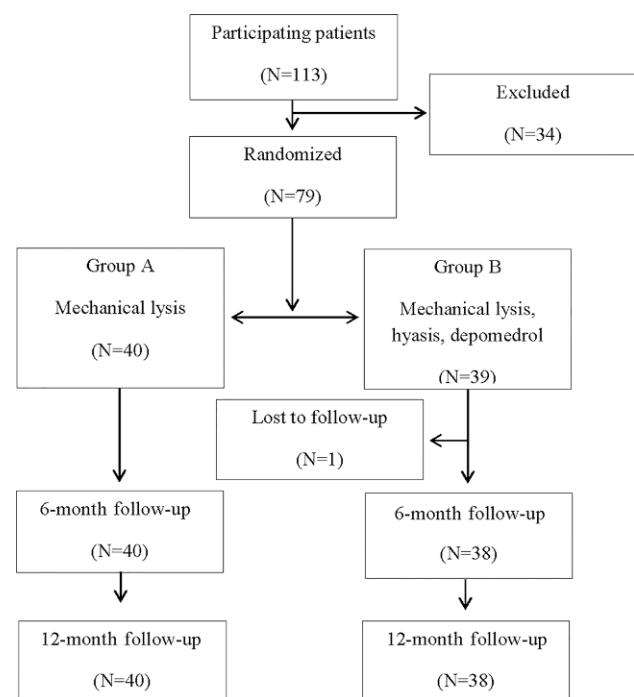 Participating patients
(N=113)
Excluded
(N=34)
Randomized
(N=79)
Group A
Mechanical lysis
(N=40)
Group B
Mechanical lysis,
hyasis, depomedrol
(N=39)
Lost to follow-up
(N=1)
6-month follow-up
(N=40)
6-month follow-up
(N=38)
12-month follow-up
(N=40)
12-month follow-up
(N=38)